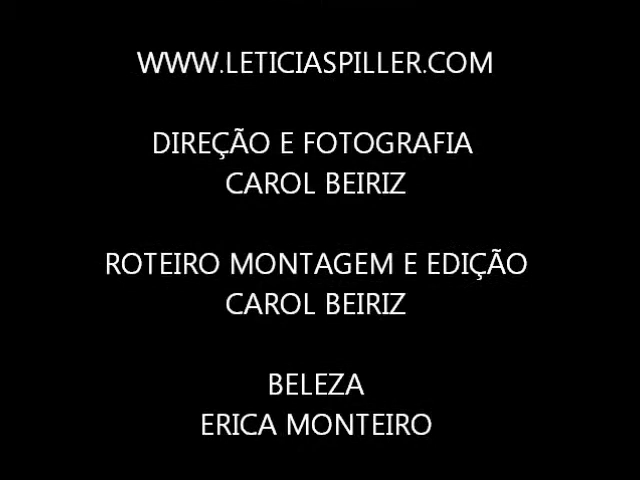 WWW.LETICIASPILLER.COM
DIREÇÃO E FOTOGRAFIA
CAROL BEIRIZ
ROTEIRO MONTAGEM E EDIÇÃO
CAROL BEIRIZ
BELEZA
ERICA MONTEIRO